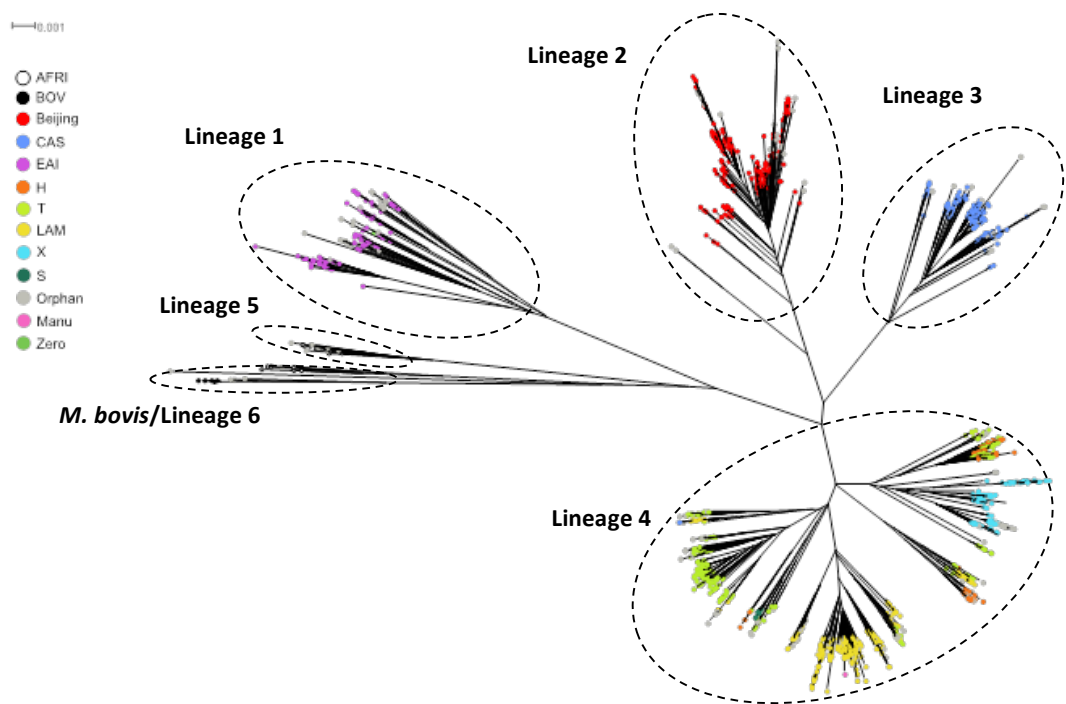 0.001
AFRI
BOV
Beijing
CAS
EAI
H
T
LAM
X
S
Orphan
Manu
Zero
Lineage 1
Lineage 2
Lineage 3
Lineage 5
M. bovis/Lineage 6
Lineage 4